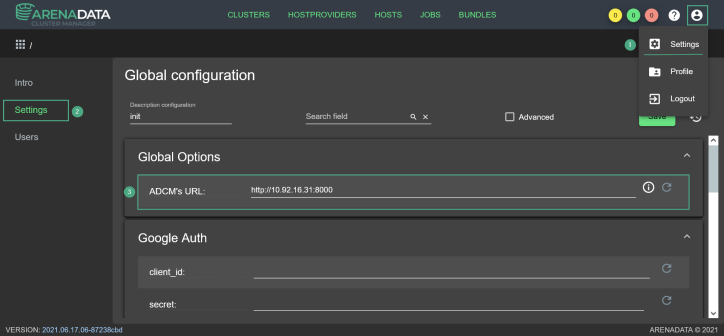 ARENADATA
CLUSTER MANAGER
CLUSTERS HOSTPROVIDERS HOSTS JOBS BUNDLES
0 0 0 ?
/
1 Settings
Profile
Logout
Intro
Settings 2
Users
Global configuration
Description configuration
init
Search field
Advanced
Save
Global Options
3 ADCM's URL: http://10.92.16.31:8000
Google Auth
client_id:
secret:
VERSION: 2021.06.17.06-87238cbd
ARENADATA © 2021